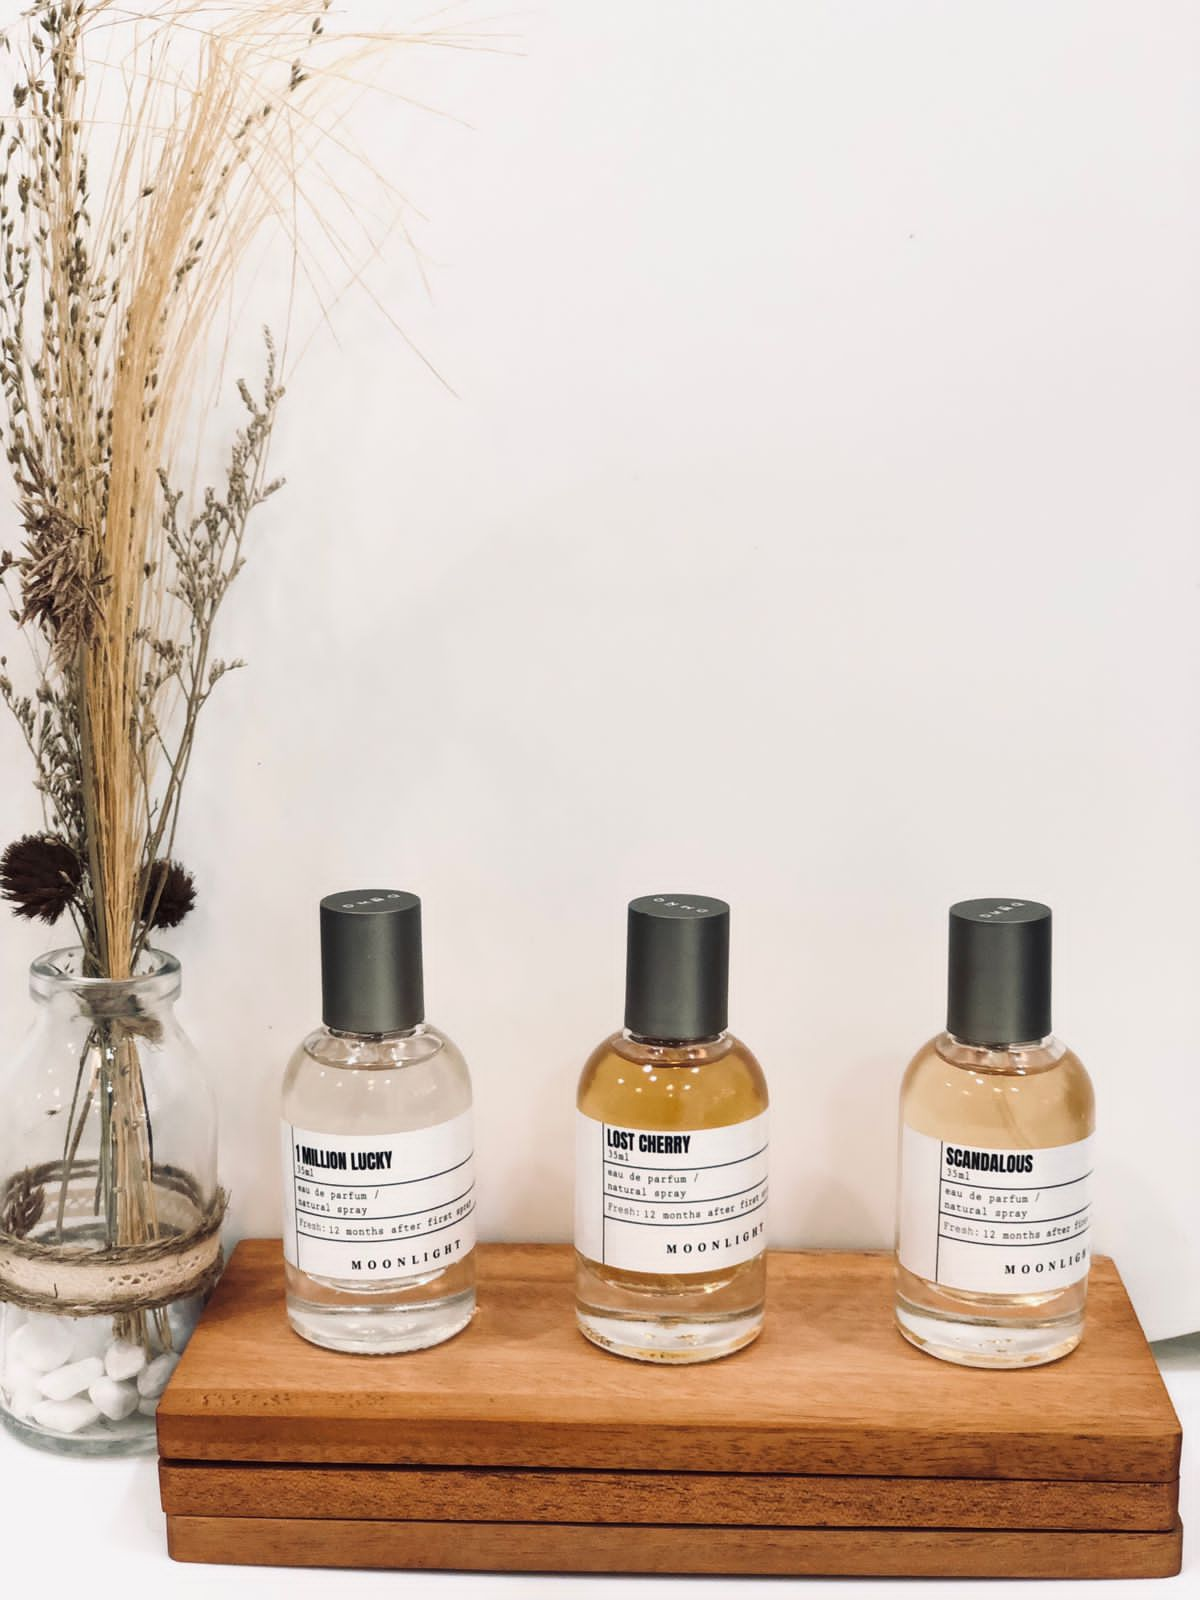 1 MILLION LUCKY
35ml
eau de parfum /
natural spray
Fresh: 12 months after first spray
MOONLIGHT
LOST CHERRY
35ml
eau de parfum /
natural spray
Fresh: 12 months after first
MOONLIGHT
SCANDALOUS
35ml
eau de parfum /
natural spray
Fresh: 12 months after first
MOONLIGH